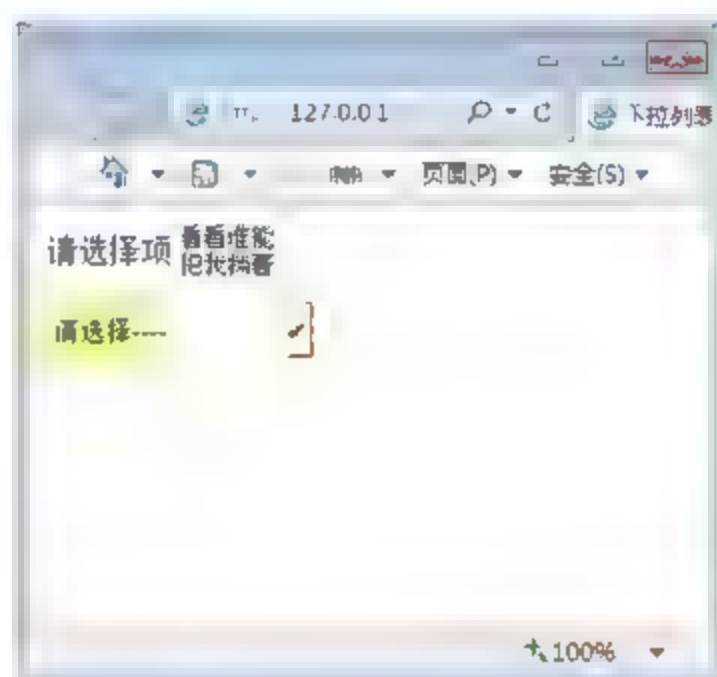 127.0.0.1 下拉列表
页面(P) 安全(S)
请选择项 看看谁能
把我挡着
请选择----
100%